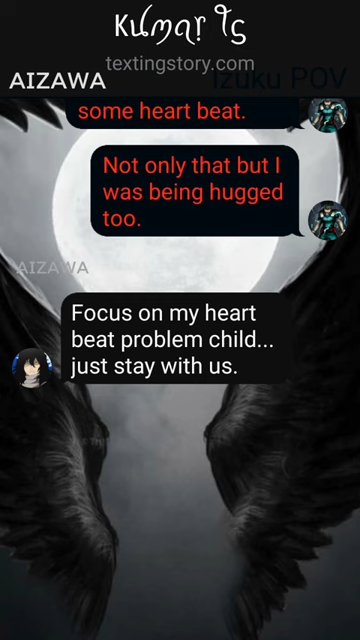 Kumar Ts
textingstory.com
AIZAWA
Izuku POV
some heart beat.
Not only that but I
was being hugged
too.
AIZAWA
Focus on my heart
beat problem child...
just stay with us.